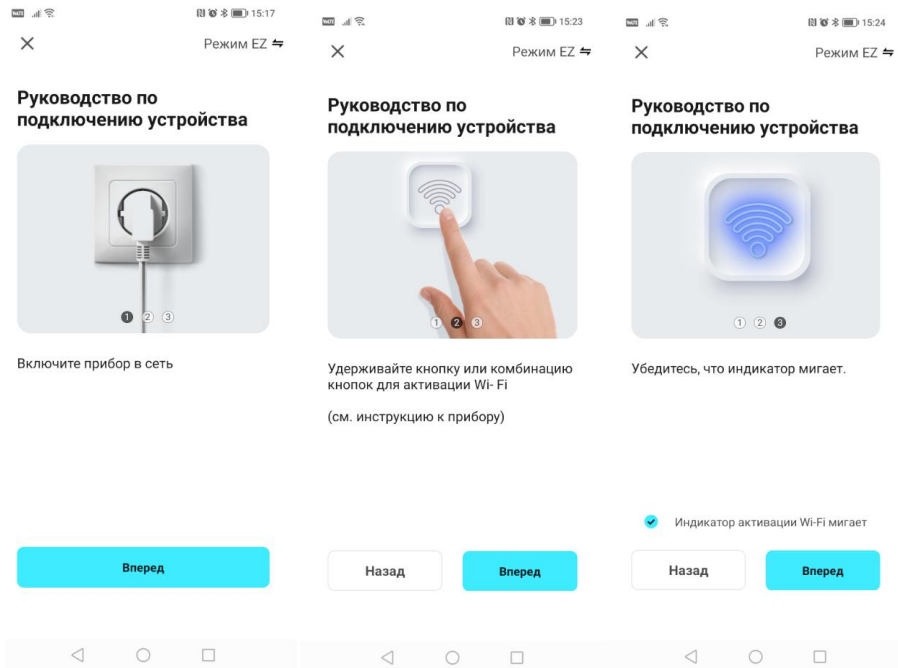 VoLTE
15:17
Режим EZ
Руководство по
подключению устройства
1 2 3
Включите прибор в сеть
Вперед
VoLTE
15:23
Режим EZ
Руководство по
подключению устройства
1 2 3
Удерживайте кнопку или комбинацию
кнопок для активации Wi- Fi
(см. инструкцию к прибору)
Назад
Вперед
VoLTE
15:24
Режим EZ
Руководство по
подключению устройства
1 2 3
Убедитесь, что индикатор мигает.
Индикатор активации Wi-Fi мигает
Назад
Вперед